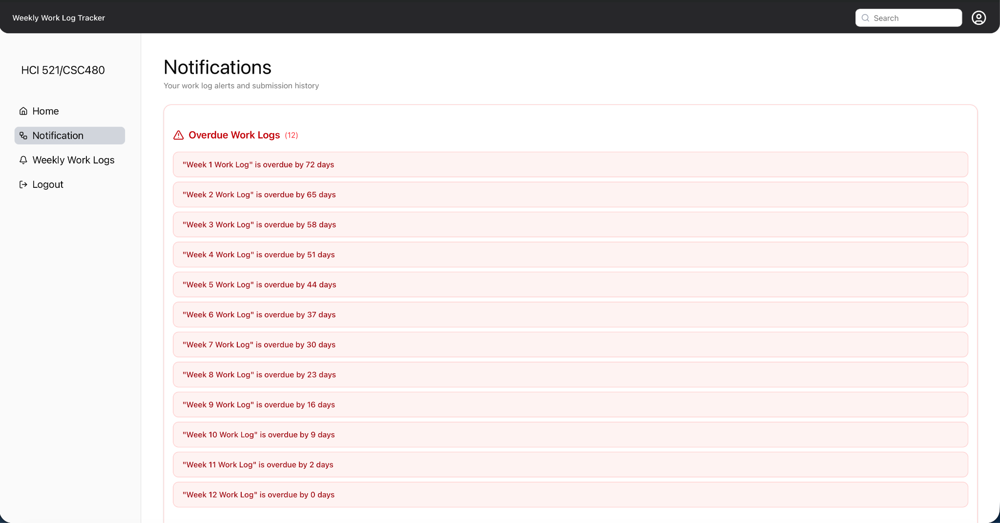 Weekly Work Log Tracker
Search
HCI 521/CSC480
Home
Notification
Weekly Work Logs
Logout
Notifications
Your work log alerts and submission history
Overdue Work Logs (12)
"Week 1 Work Log" is overdue by 72 days
"Week 2 Work Log" is overdue by 65 days
"Week 3 Work Log" is overdue by 58 days
"Week 4 Work Log" is overdue by 51 days
"Week 5 Work Log" is overdue by 44 days
"Week 6 Work Log" is overdue by 37 days
"Week 7 Work Log" is overdue by 30 days
"Week 8 Work Log" is overdue by 23 days
"Week 9 Work Log" is overdue by 16 days
"Week 10 Work Log" is overdue by 9 days
"Week 11 Work Log" is overdue by 2 days
"Week 12 Work Log" is overdue by 0 days